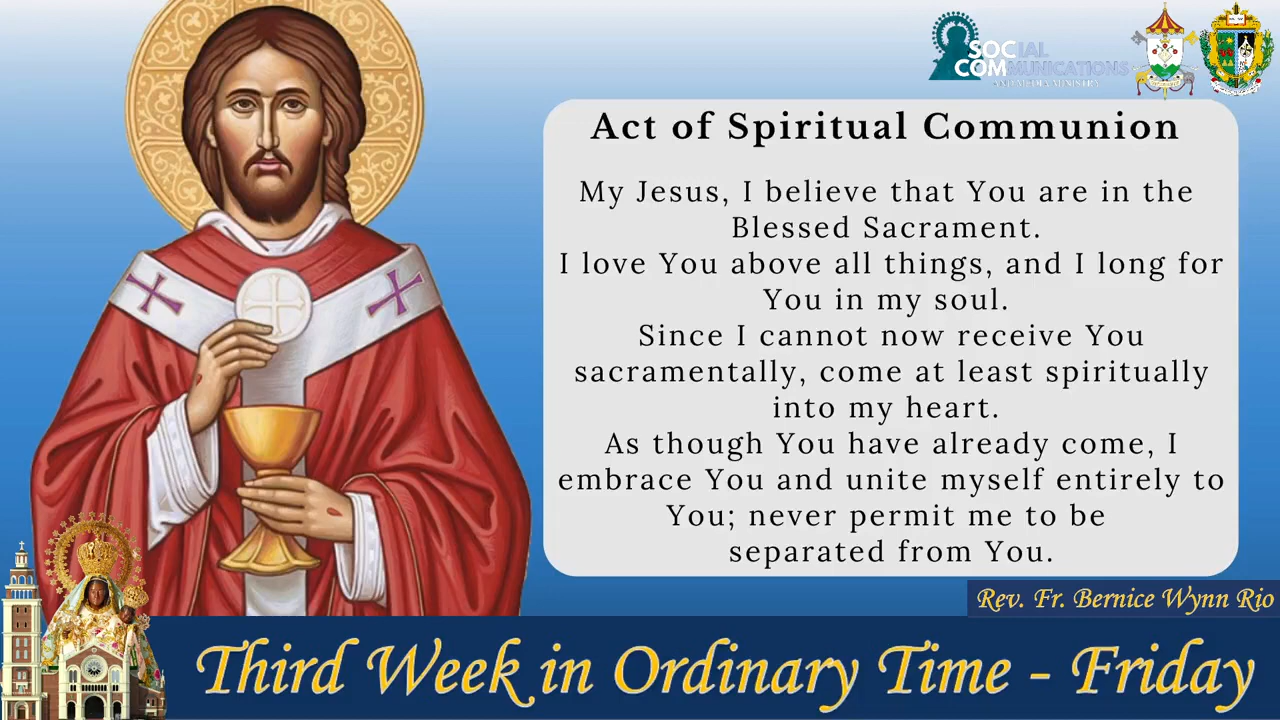 SOCIAL
COMMUNICATIONS
AND MEDIA MINISTRY
Act of Spiritual Communion
My Jesus, I believe that You are in the
Blessed Sacrament.
I love You above all things, and I long for
You in my soul.
Since I cannot now receive You
sacramentally, come at least spiritually
into my heart.
As though You have already come, I
embrace You and unite myself entirely to
You; never permit me to be
separated from You.
Rev. Fr. Bernice Wynn Rio
Third Week in Ordinary Time - Friday